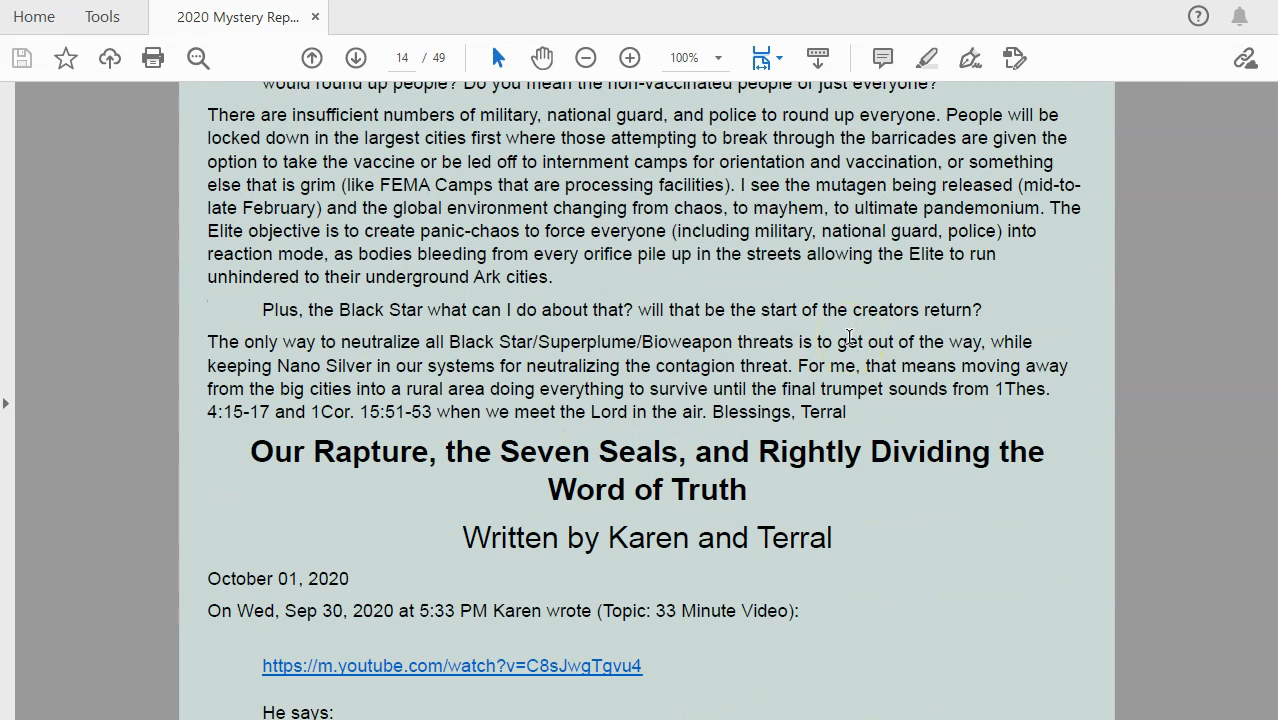 Home Tools 2020 Mystery Rep... ×
14 / 49 100%
would round up people? Do you mean the non-vaccinated people or just everyone?
There are insufficient numbers of military, national guard, and police to round up everyone. People will be
locked down in the largest cities first where those attempting to break through the barricades are given the
option to take the vaccine or be led off to internment camps for orientation and vaccination, or something
else that is grim (like FEMA Camps that are processing facilities). I see the mutagen being released (mid-to-
late February) and the global environment changing from chaos, to mayhem, to ultimate pandemonium. The
Elite objective is to create panic-chaos to force everyone (including military, national guard, police) into
reaction mode, as bodies bleeding from every orifice pile up in the streets allowing the Elite to run
unhindered to their underground Ark cities.
Plus, the Black Star what can I do about that? will that be the start of the creators return?
The only way to neutralize all Black Star/Superplume/Bioweapon threats is to get out of the way, while
keeping Nano Silver in our systems for neutralizing the contagion threat. For me, that means moving away
from the big cities into a rural area doing everything to survive until the final trumpet sounds from 1Thes.
4:15-17 and 1Cor. 15:51-53 when we meet the Lord in the air. Blessings, Terral
Our Rapture, the Seven Seals, and Rightly Dividing the
Word of Truth
Written by Karen and Terral
October 01, 2020
On Wed, Sep 30, 2020 at 5:33 PM Karen wrote (Topic: 33 Minute Video):
https://m.youtube.com/watch?v=C8sJwgTgvu4
He says: